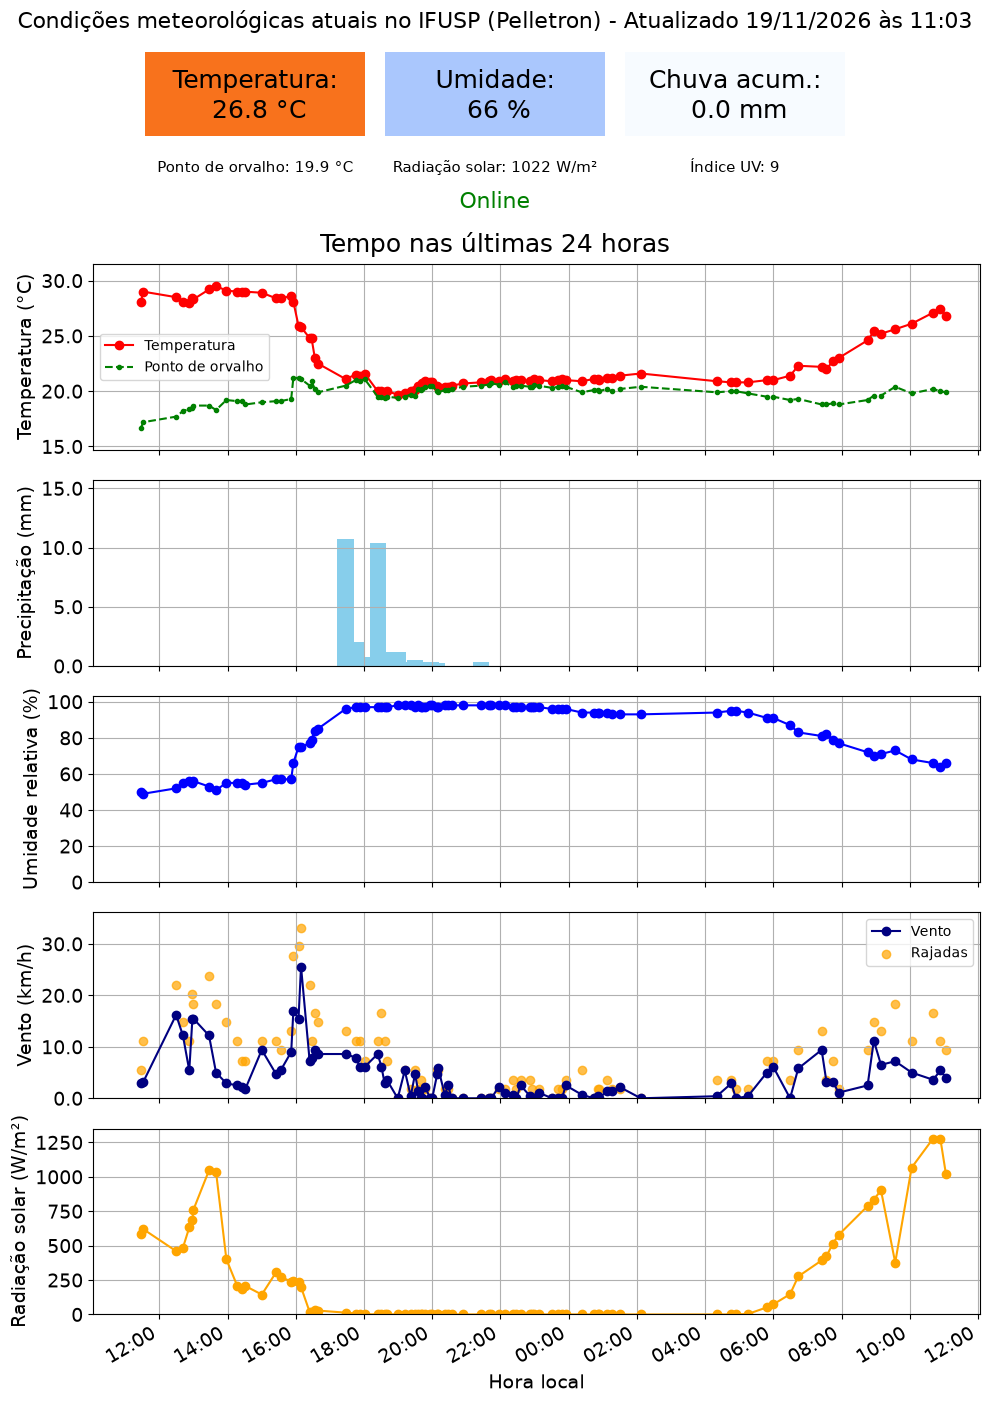 Condições meteorológicas atuais no IFUSP (Pelletron) - Atualizado 19/11/2026 às 11:03
Temperatura:
26.8 °C
Umidade:
66 %
Chuva acum.:
0.0 mm
Ponto de orvalho: 19.9 °C
Radiação solar: 1022 W/m²
Índice UV: 9
Online
Tempo nas últimas 24 horas
Temperatura (°C)
30.0
25.0
20.0
15.0
Temperatura
Ponto de orvalho
Precipitação (mm)
15.0
10.0
5.0
0.0
Umidade relativa (%)
100
80
60
40
20
0
Vento (km/h)
30.0
20.0
10.0
0.0
Vento
Rajadas
Radiação solar (W/m²)
1250
1000
750
500
250
0
12:00
14:00
16:00
18:00
20:00
22:00
00:00
02:00
04:00
06:00
08:00
10:00
12:00
Hora local